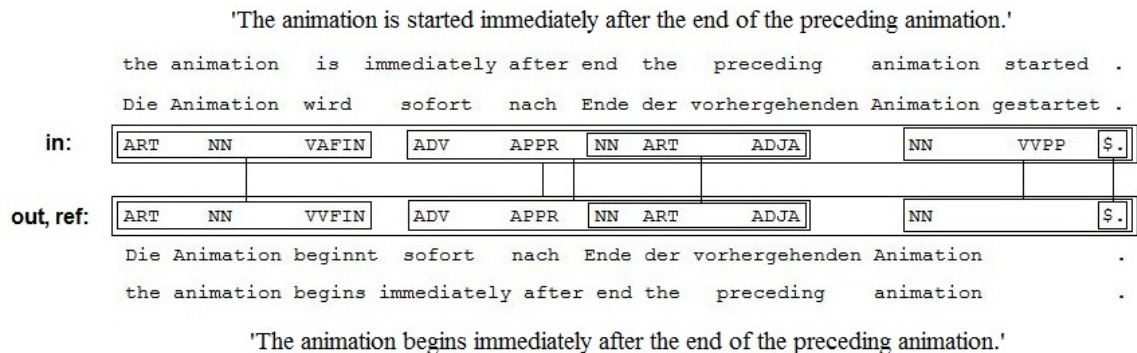 'The animation is started immediately after the end of the preceding animation.'
the animation is immediately after end the preceding animation started .
Die Animation wird sofort nach Ende der vorhergehenden Animation gestartet .
in: ART NN VAFIN ADV APPR NN ART ADJA NN VVPP $.
out, ref: ART NN VVFIN ADV APPR NN ART ADJA NN $.
Die Animation beginnt sofort nach Ende der vorhergehenden Animation .
the animation begins immediately after end the preceding animation .
'The animation begins immediately after the end of the preceding animation.'